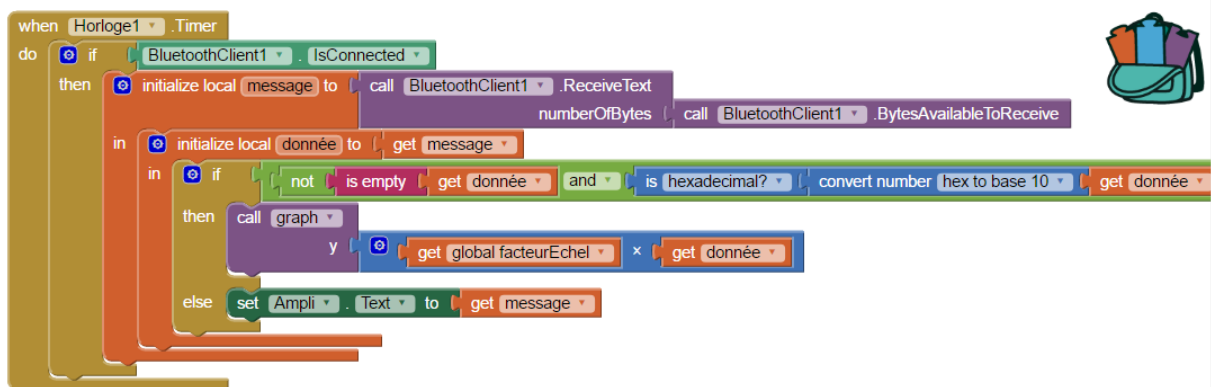 when Horloge1 .Timer
do if BluetoothClient1 . IsConnected
then initialize local message to call BluetoothClient1 .ReceiveText
numberOfBytes call BluetoothClient1 .BytesAvailableToReceive
in initialize local donnée to get message
in if not is empty get donnée and is hexadecimal? convert number hex to base 10 get donnée
then call graph
y get global facteurEchel × get donnée
else set Ampli . Text to get message